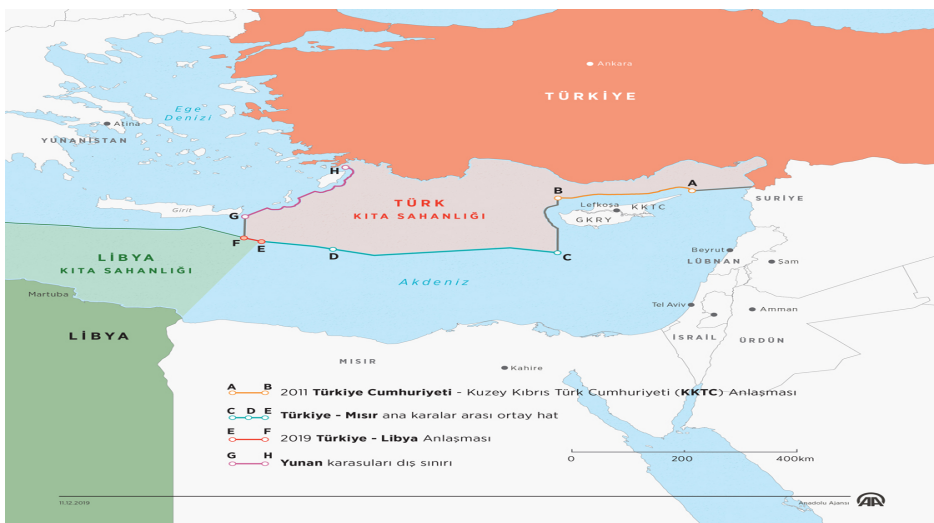 Ankara
TÜRKİYE
Ege
Denizi
Atina
YUNANİSTAN
H
TÜRK
KITA SAHANLIĞI
B
A
Lefkoşa
KKTC
GKRY
SURİYE
Girit
G
F
E
D
C
LİBYA
KITA SAHANLIĞI
Akdeniz
Beyrut
LÜBNAN
Şam
Martuba
Tel Aviv
Amman
LİBYA
İSRAİL
ÜRDÜN
MISIR
Kahire
A B
2011 Türkiye Cumhuriyeti - Kuzey Kıbrıs Türk Cumhuriyeti (KKTC) Anlaşması
C D E
Türkiye - Mısır ana karalar arası ortay hat
E F
2019 Türkiye - Libya Anlaşması
G H
Yunan karasuları dış sınırı
0 200 400km
11.12.2019
Anadolu Ajansı AA